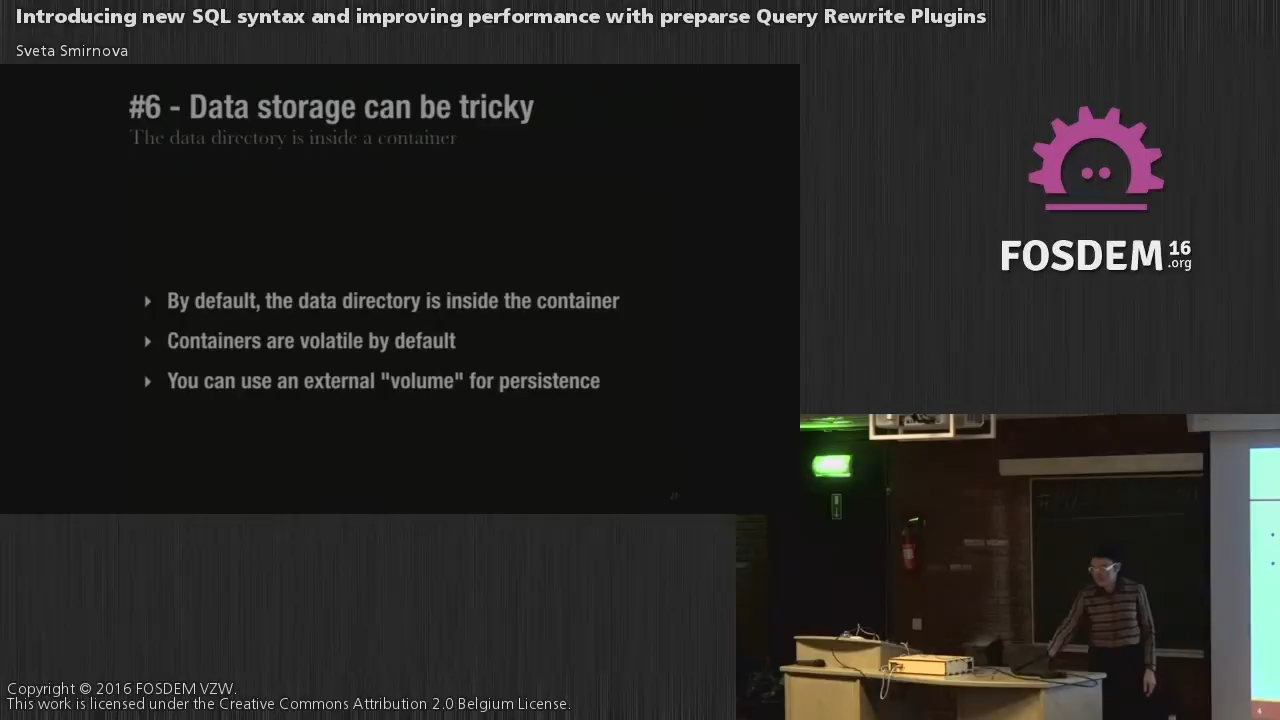 Introducing new SQL syntax and improving performance with preparse Query Rewrite Plugins
Sveta Smirnova
#6 - Data storage can be tricky
The data directory is inside a container
By default, the data directory is inside the container
Containers are volatile by default
You can use an external "volume" for persistence
FOSDEM 16 .org
Copyright © 2016 FOSDEM VZW.
This work is licensed under the Creative Commons Attribution 2.0 Belgium License.